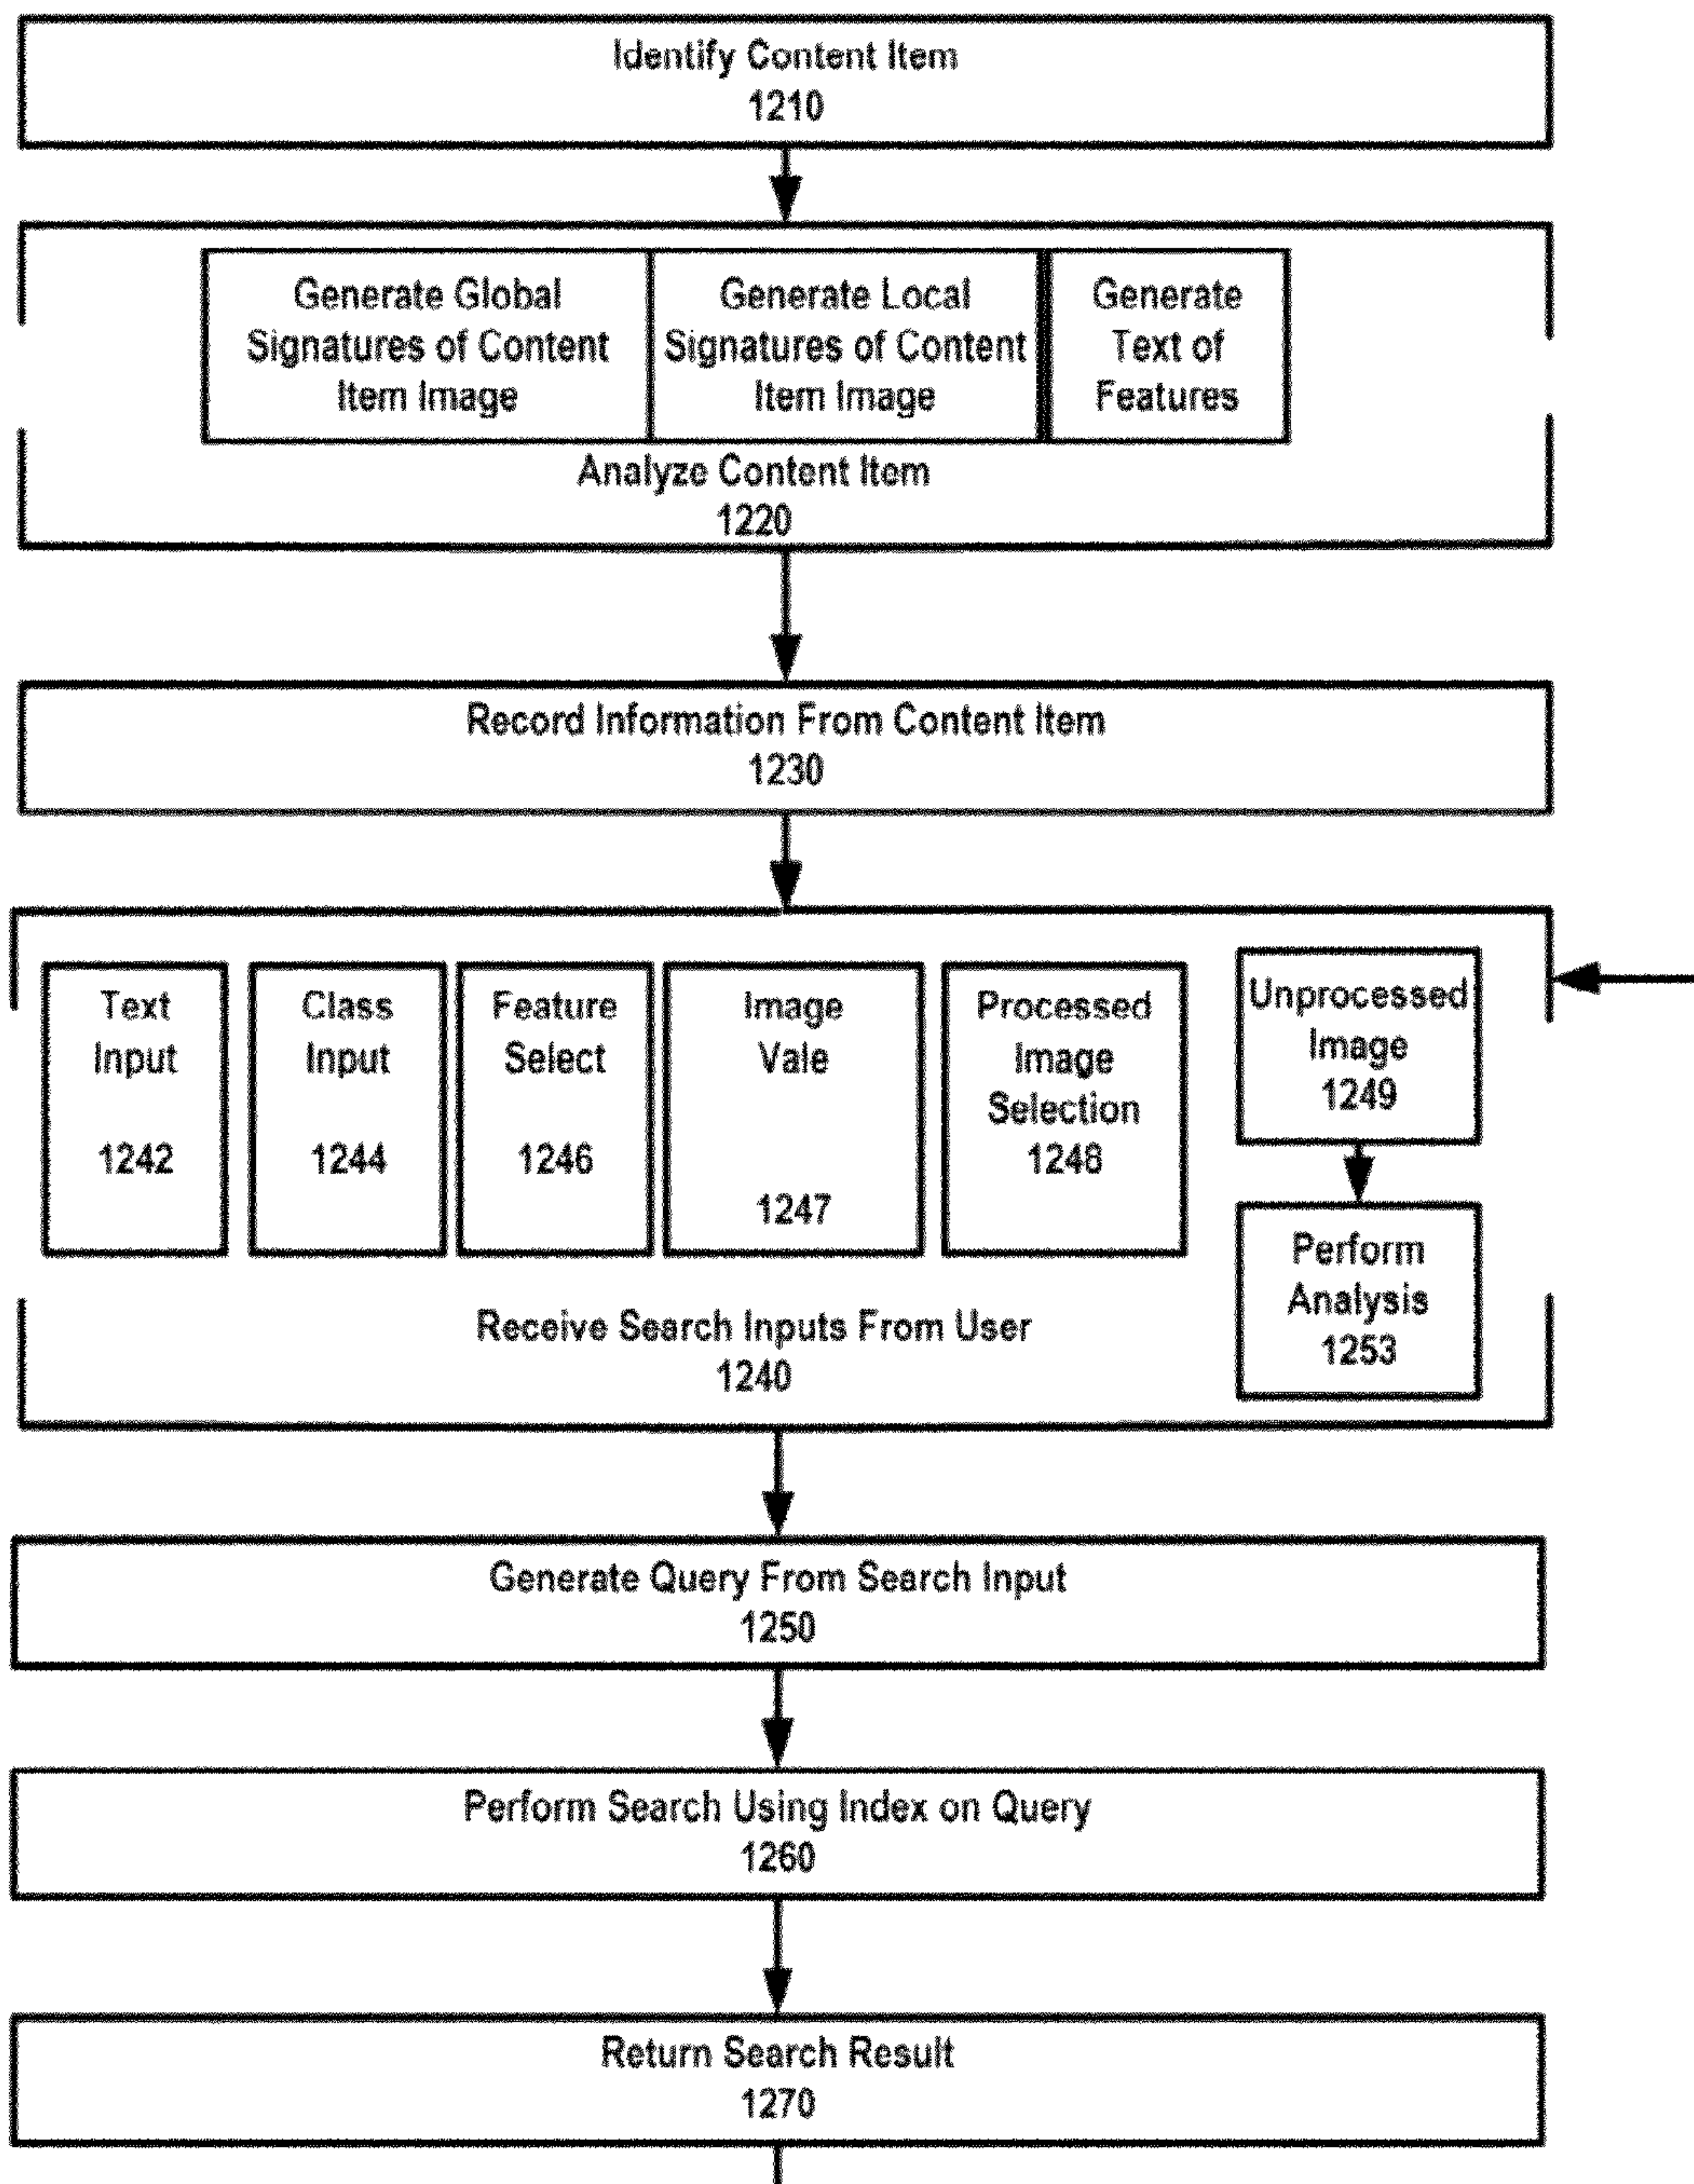 Identify Content Item
1210
Generate Global
Signatures of Content
Item Image
Generate Local
Signatures of Content
Item Image
Generate
Text of
Features
Analyze Content Item
1220
Record Information From Content Item
1230
Text
Input
1242
Class
Input
1244
Feature
Select
1246
Image
Vale
1247
Processed
Image
Selection
1248
Unprocessed
Image
1249
Perform
Analysis
1253
Receive Search Inputs From User
1240
Generate Query From Search Input
1250
Perform Search Using Index on Query
1260
Return Search Result
1270